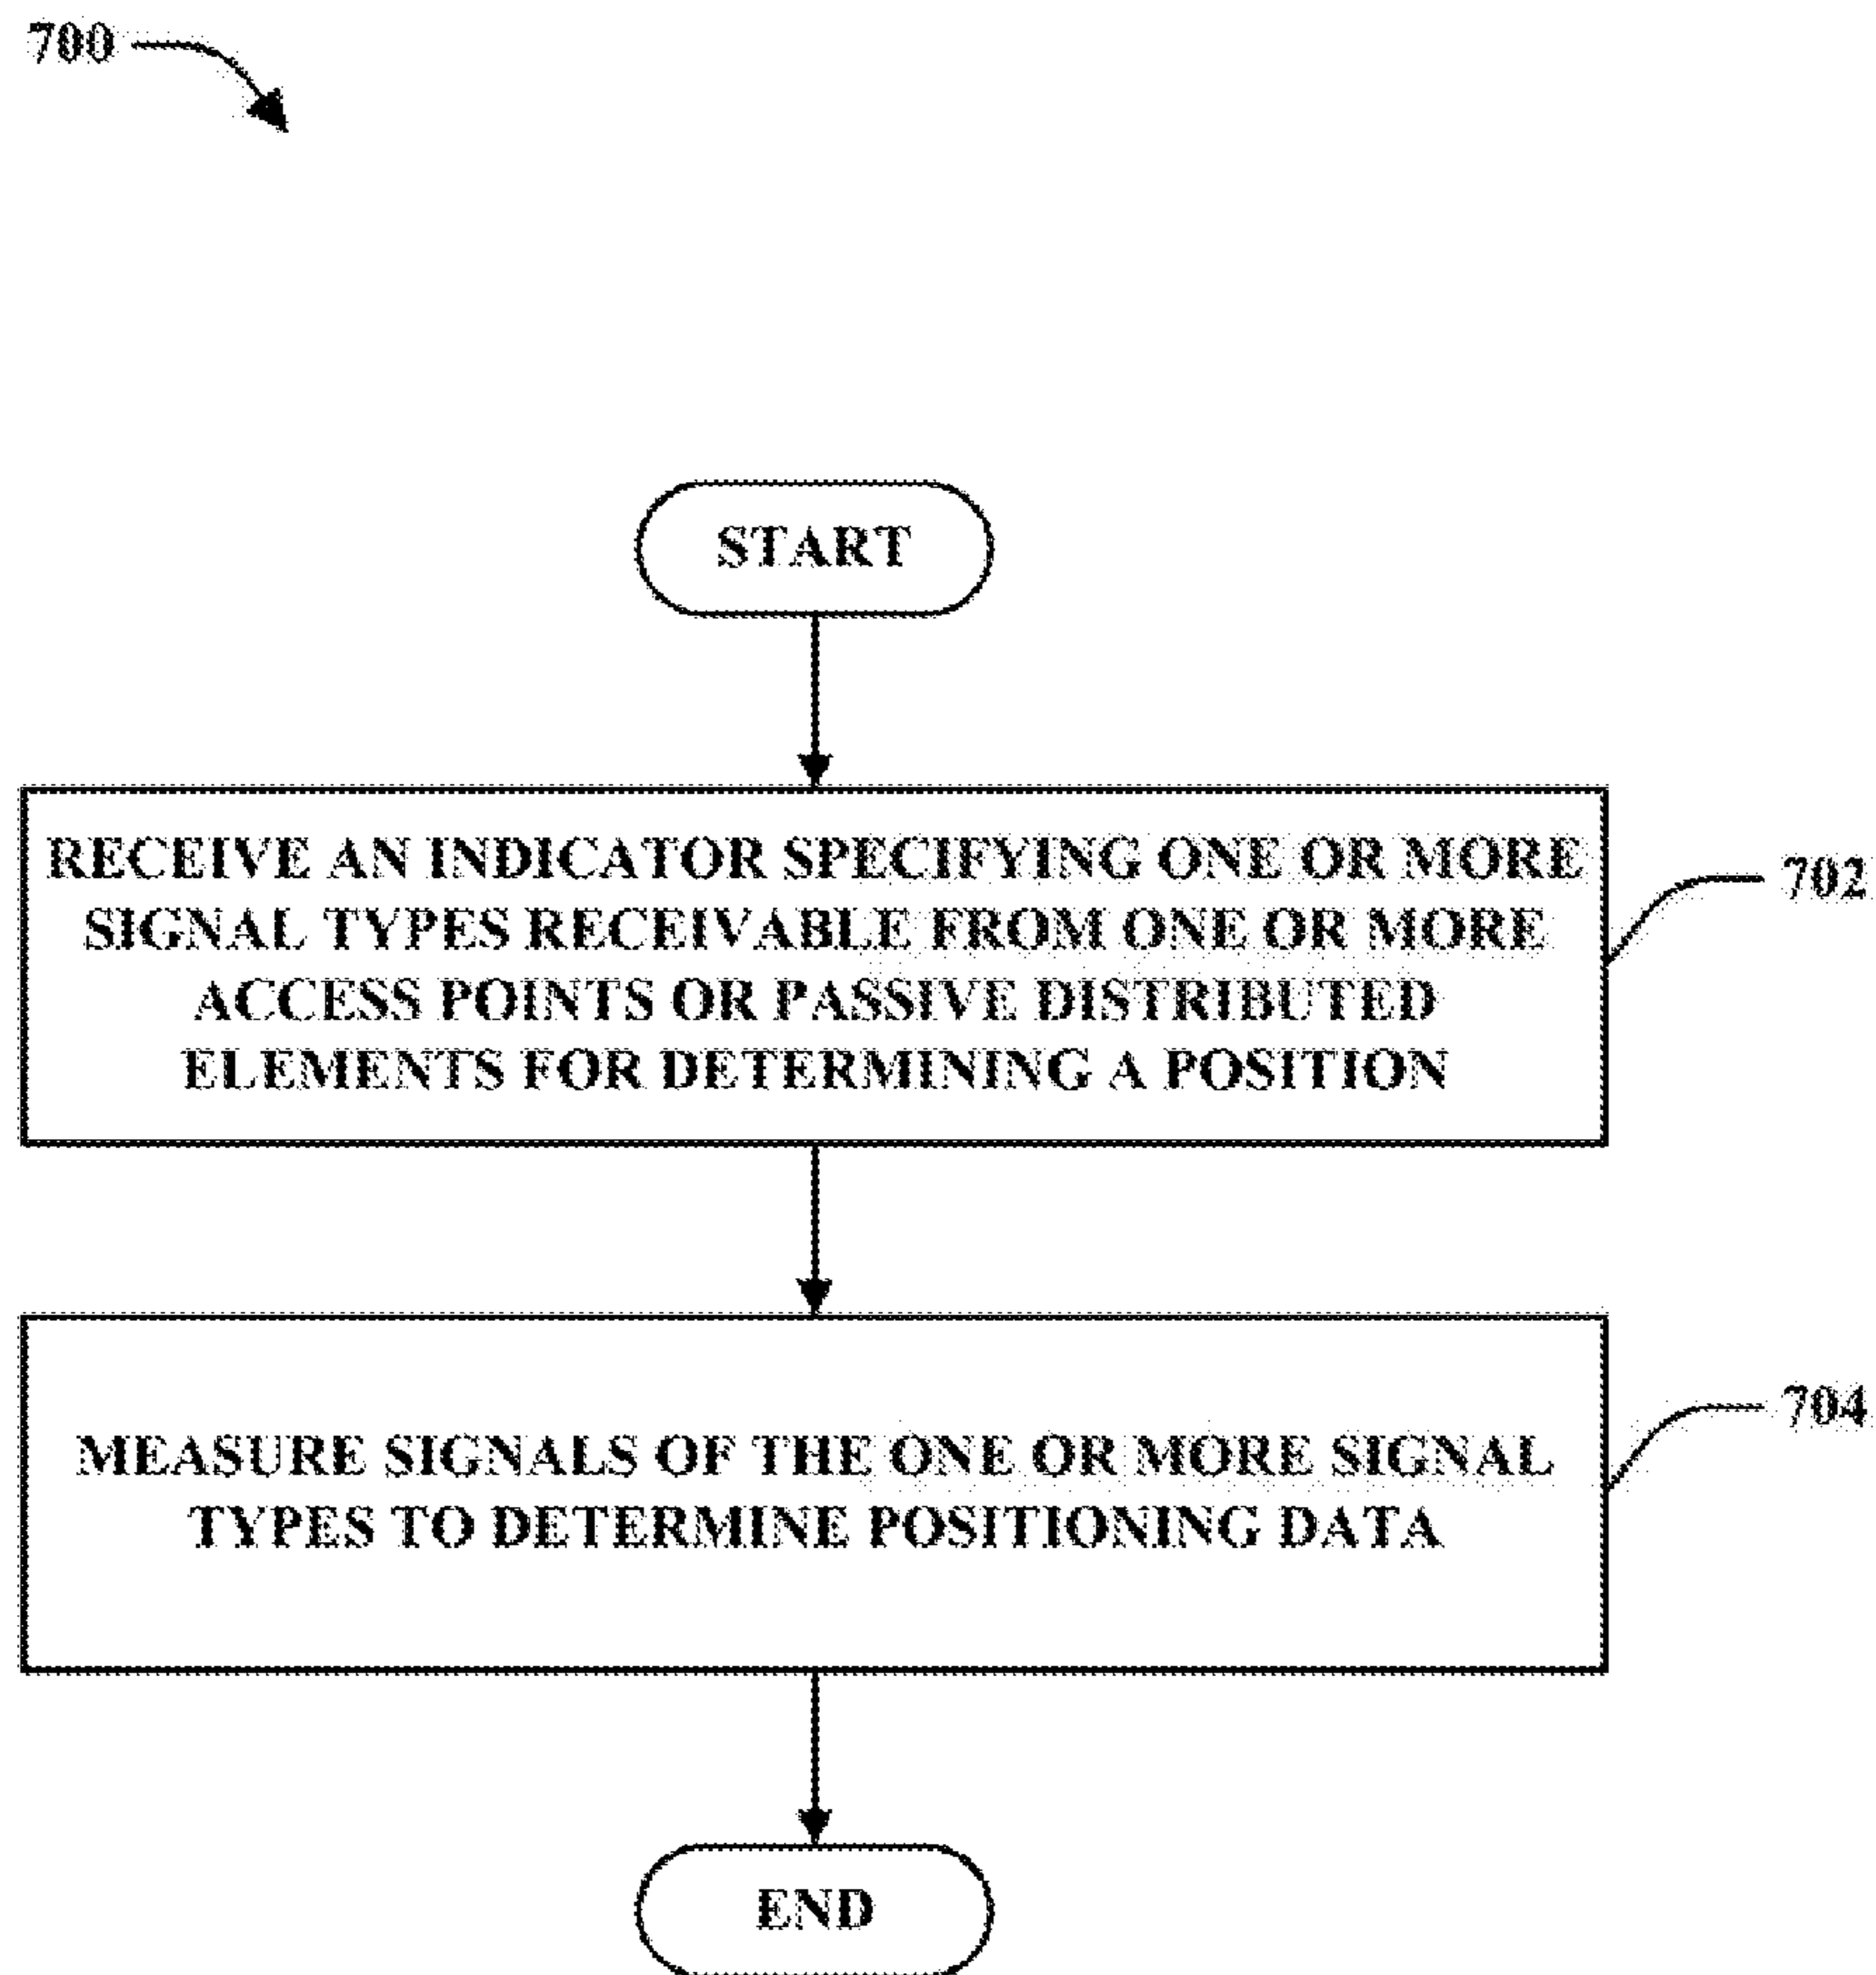 700
START
RECEIVE AN INDICATOR SPECIFYING ONE OR MORE
SIGNAL TYPES RECEIVABLE FROM ONE OR MORE
ACCESS POINTS OR PASSIVE DISTRIBUTED
ELEMENTS FOR DETERMINING A POSITION
702
MEASURE SIGNALS OF THE ONE OR MORE SIGNAL
TYPES TO DETERMINE POSITIONING DATA
704
END